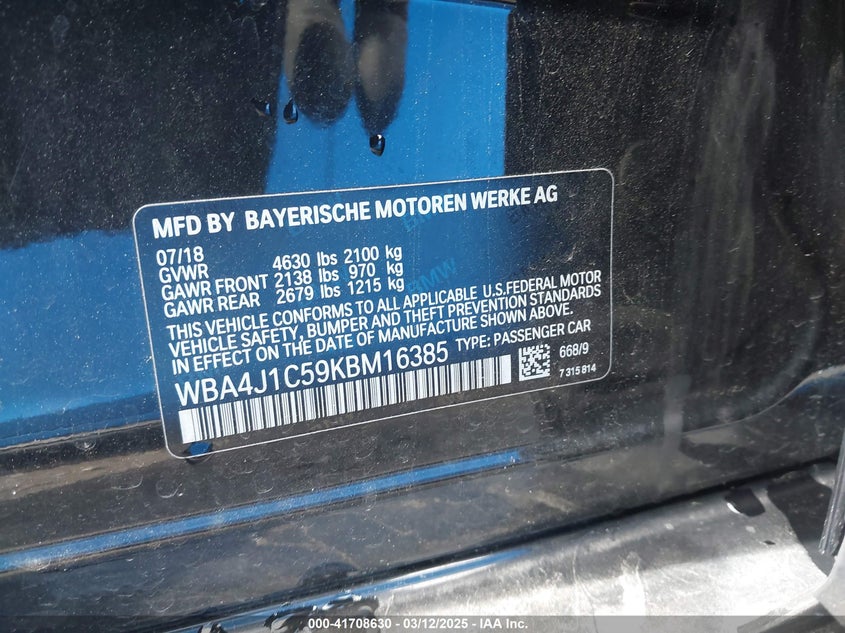 MFD BY BAYERISCHE MOTOREN WERKE AG
07/18
GVWR 4630 lbs 2100 kg
GAWR FRONT 2138 lbs 970 kg
GAWR REAR 2679 lbs 1215 kg
THIS VEHICLE CONFORMS TO ALL APPLICABLE U.S.FEDERAL MOTOR
VEHICLE SAFETY, BUMPER AND THEFT PREVENTION STANDARDS
IN EFFECT ON THE DATE OF MANUFACTURE SHOWN ABOVE.
WBA4J1C59KBM16385 TYPE: PASSENGER CAR
668/9
7 315 814
BMW
000-41708630 - 03/12/2025 - IAA Inc.